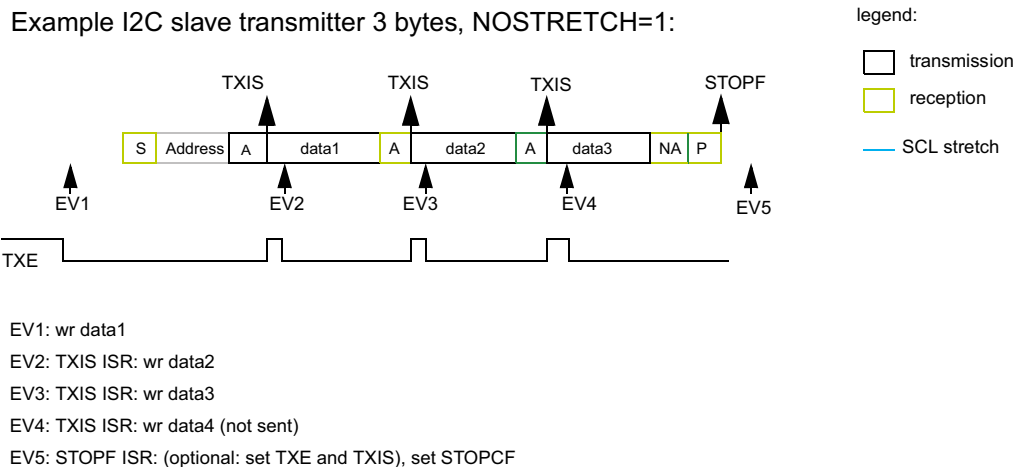 Example I2C slave transmitter 3 bytes, NOSTRETCH=1:
legend:
transmission
reception
SCL stretch
TXIS TXIS TXIS STOPF
S Address A data1 A data2 A data3 NA P
EV1 EV2 EV3 EV4 EV5
TXE
EV1: wr data1
EV2: TXIS ISR: wr data2
EV3: TXIS ISR: wr data3
EV4: TXIS ISR: wr data4 (not sent)
EV5: STOPF ISR: (optional: set TXE and TXIS), set STOPCF